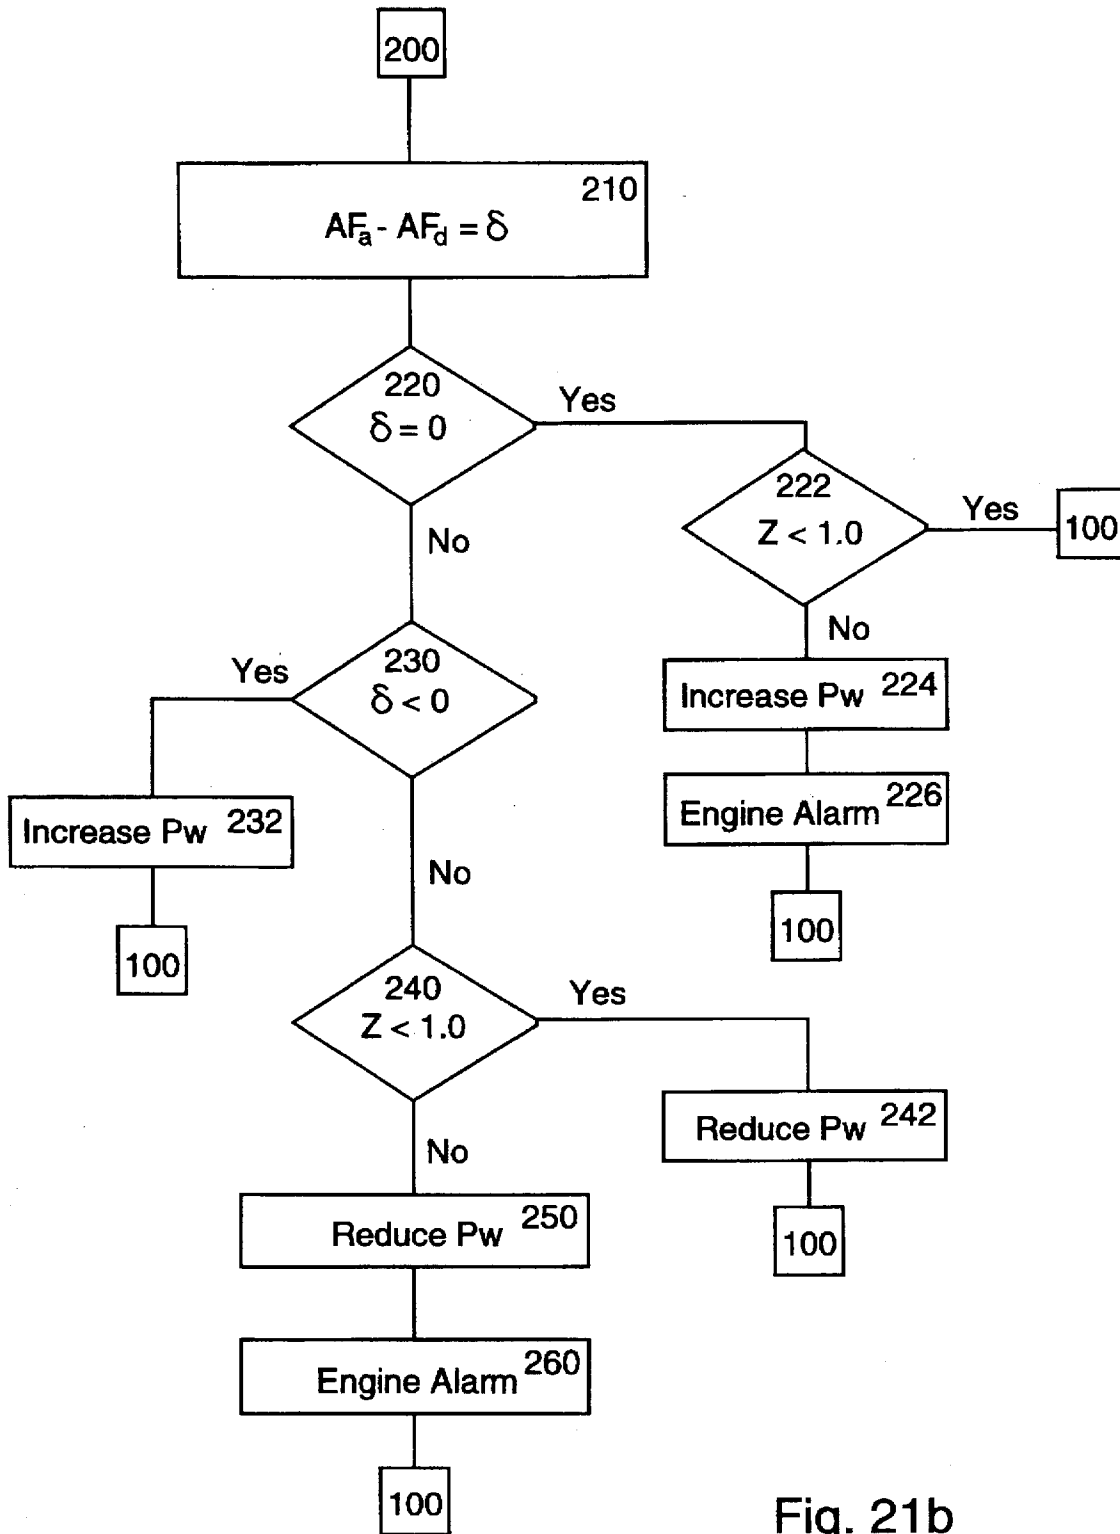 200
210
AFa - AFd = δ
220
δ = 0
Yes
222
Z < 1.0
Yes
100
No
No
230
δ < 0
Yes
Increase Pw 224
Engine Alarm 226
Increase Pw 232
No
100
100
240
Z < 1.0
Yes
Reduce Pw 242
No
Reduce Pw 250
100
Engine Alarm 260
100
Fig. 21b